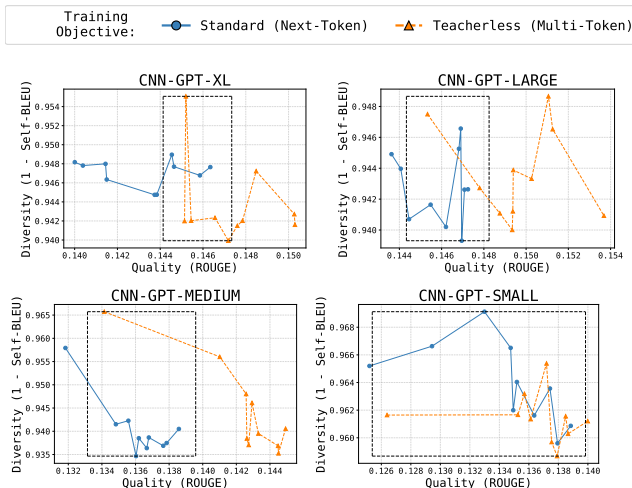 Training Objective:
Standard (Next-Token)
Teacherless (Multi-Token)
CNN-GPT-XL
Diversity (1 - Self-BLEU)
0.954
0.952
0.950
0.948
0.946
0.944
0.942
0.940
0.140 0.142 0.144 0.146 0.148 0.150
Quality (ROUGE)
CNN-GPT-LARGE
Diversity (1 - Self-BLEU)
0.948
0.946
0.944
0.942
0.940
0.144 0.146 0.148 0.150 0.152 0.154
Quality (ROUGE)
CNN-GPT-MEDIUM
Diversity (1 - Self-BLEU)
0.965
0.960
0.955
0.950
0.945
0.940
0.935
0.132 0.134 0.136 0.138 0.140 0.142 0.144
Quality (ROUGE)
CNN-GPT-SMALL
Diversity (1 - Self-BLEU)
0.968
0.966
0.964
0.962
0.960
0.126 0.128 0.130 0.132 0.134 0.136 0.138 0.140
Quality (ROUGE)